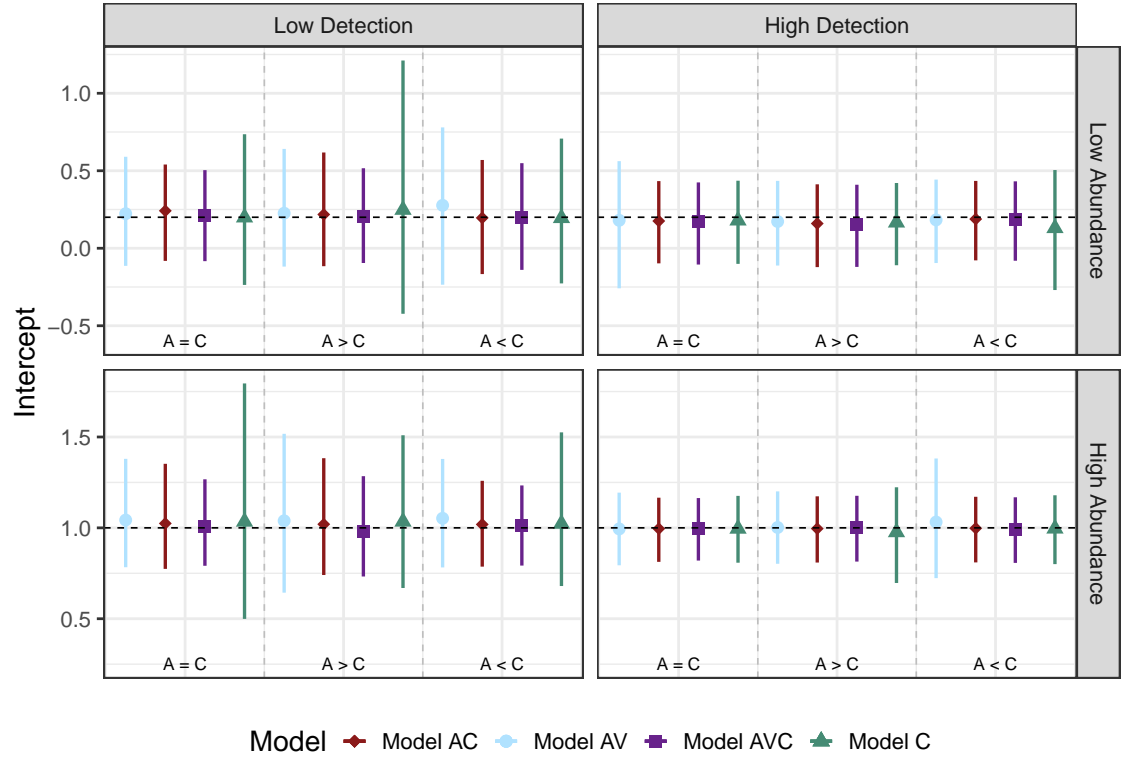 Low Detection
High Detection
1.0
0.5
0.0
−0.5
A = C
A > C
A < C
A = C
A > C
A < C
Low Abundance
Intercept
1.5
1.0
0.5
A = C
A > C
A < C
A = C
A > C
A < C
High Abundance
Model Model AC Model AV Model AVC Model C